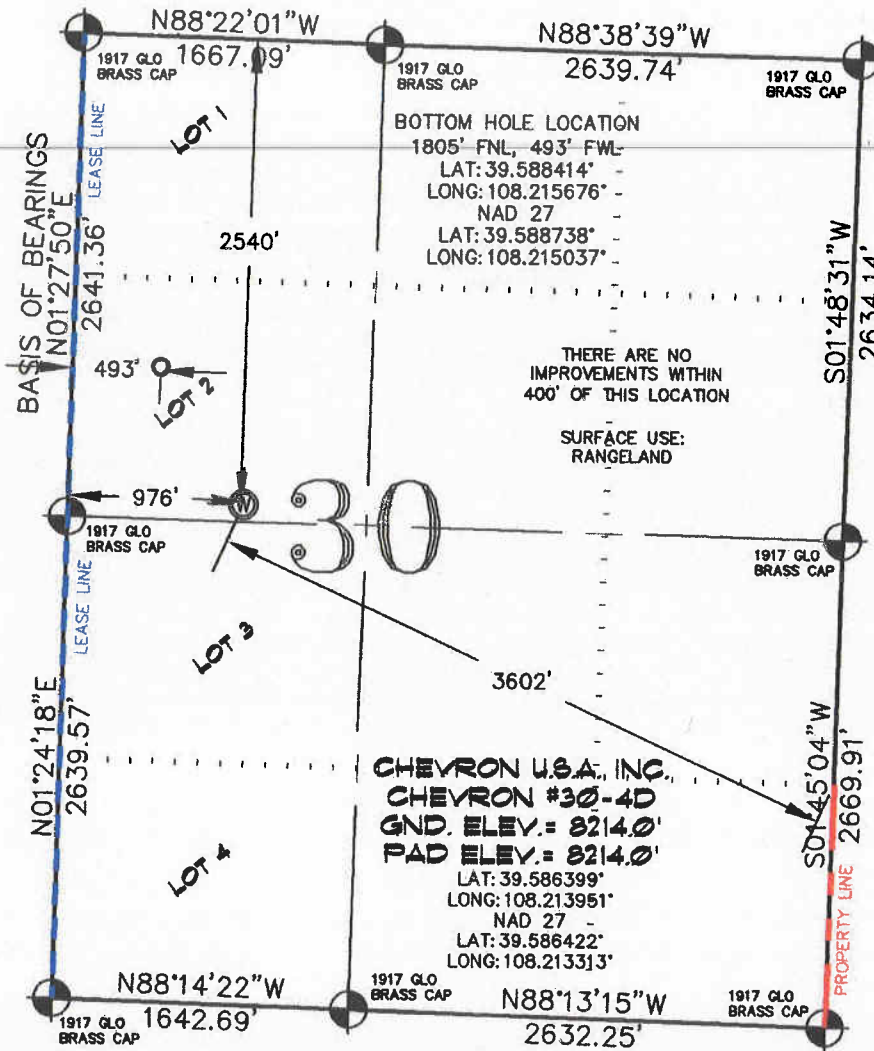 N88°22'01"W
1667.09'
N88°38'39"W
2639.74'
1917 GLO
BRASS CAP
1917 GLO
BRASS CAP
1917 GLO
BRASS CAP
LOT 1
BOTTOM HOLE LOCATION
1805' FNL, 493' FWL
LAT: 39.588414°
LONG: 108.215676°
NAD 27
LAT: 39.588738°
LONG: 108.215037°
BASIS OF BEARINGS
N01°27'50"E
2641.36'
LEASE LINE
2540'
S01°48'31"W
2634.14'
THERE ARE NO
IMPROVEMENTS WITHIN
400' OF THIS LOCATION
SURFACE USE:
RANGELAND
493'
LOT 2
976'
W
30
1917 GLO
BRASS CAP
1917 GLO
BRASS CAP
LEASE LINE
LOT 3
3602'
N01°24'18"E
2639.57'
S01°45'04"W
2669.91'
CHEVRON U.S.A., INC.
CHEVRON #30-4D
GND. ELEV.= 8214.0'
PAD ELEV.= 8214.0'
LAT: 39.586399°
LONG: 108.213951°
NAD 27
LAT: 39.586422°
LONG: 108.213313°
LOT 4
PROPERTY LINE
N88°14'22"W
1642.69'
1917 GLO
BRASS CAP
1917 GLO
BRASS CAP
N88°13'15"W
2632.25'
1917 GLO
BRASS CAP